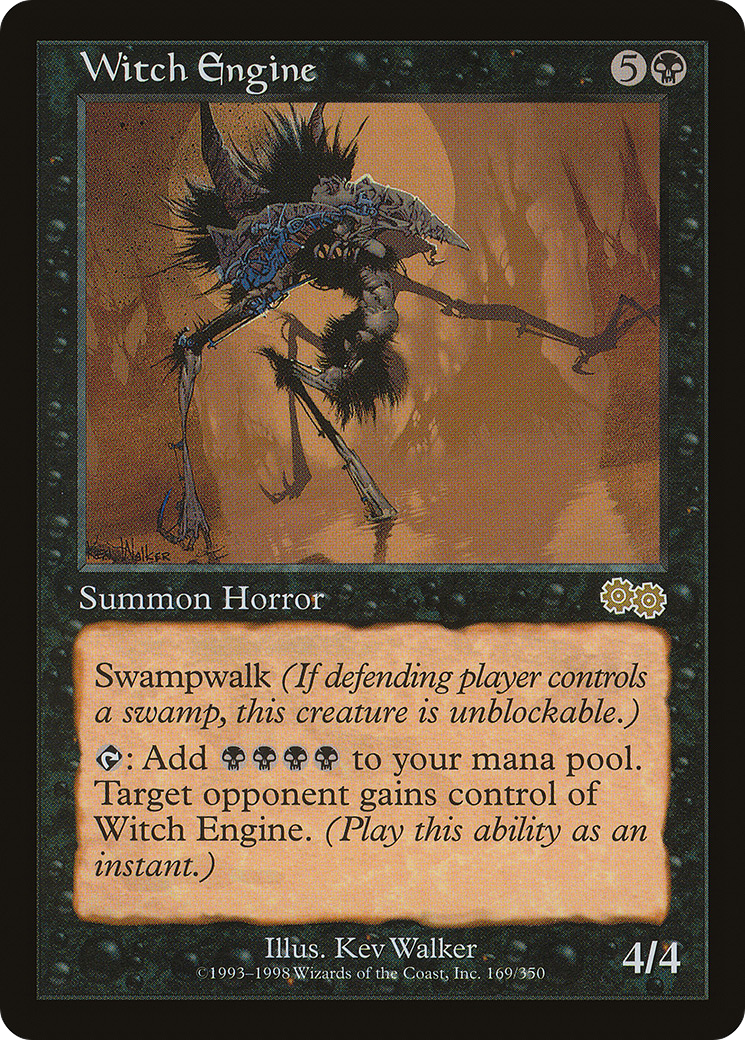 Witch Engine 5
Kev Walker
Summon Horror
Swampwalk (If defending player controls
a swamp, this creature is unblockable.)
: Add to your mana pool.
Target opponent gains control of
Witch Engine. (Play this ability as an
instant.)
Illus. Kev Walker
©1993–1998 Wizards of the Coast, Inc. 169/350
4/4